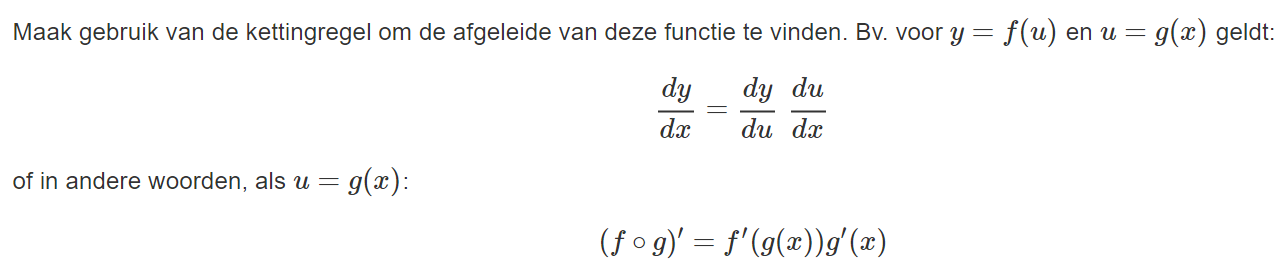 Maak gebruik van de kettingregel om de afgeleide van deze functie te vinden. Bv. voor y = f(u) en u = g(x) geldt:
dy/dx = dy/du du/dx
of in andere woorden, als u = g(x):
(f ∘ g)′ = f′(g(x))g′(x)